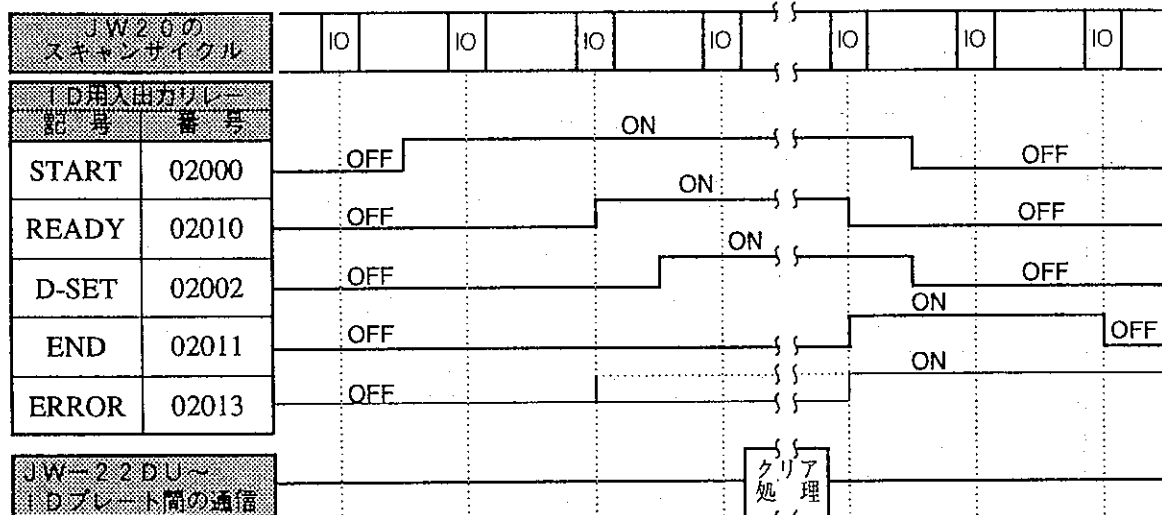 JW20の
スキャンサイクル
IO IO IO IO IO IO IO
ID用入出力リレー
記号 番号
START 02000 OFF ON OFF
READY 02010 OFF ON OFF
D-SET 02002 OFF ON OFF
END 02011 OFF ON OFF
ERROR 02013 OFF ON
JW-22DU~
IDプレート間の通信
クリア
処理